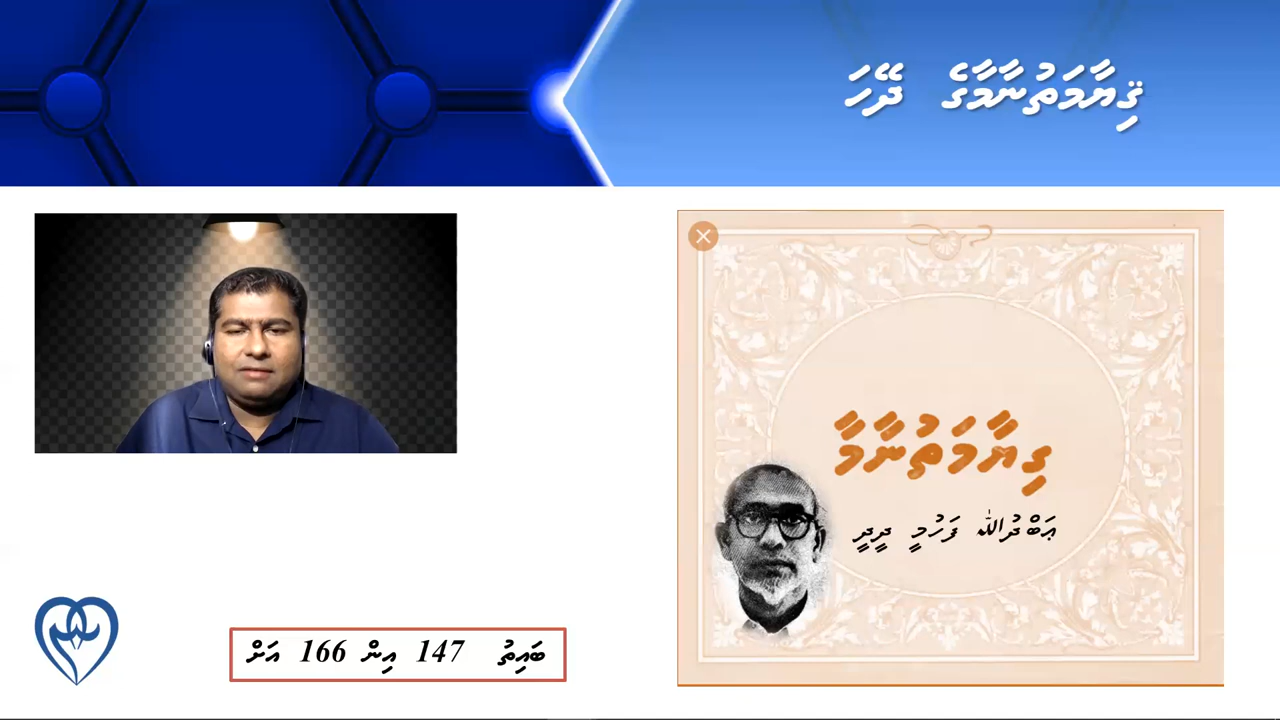 ޤިޔާމަތުނާމާގެ ދޭހަ
ގިޔާމަތުނާމާ
ޢަބްދުﷲ ފަހުމީ ދީދީ
ބައިތު 147 އިން 166 އަށް